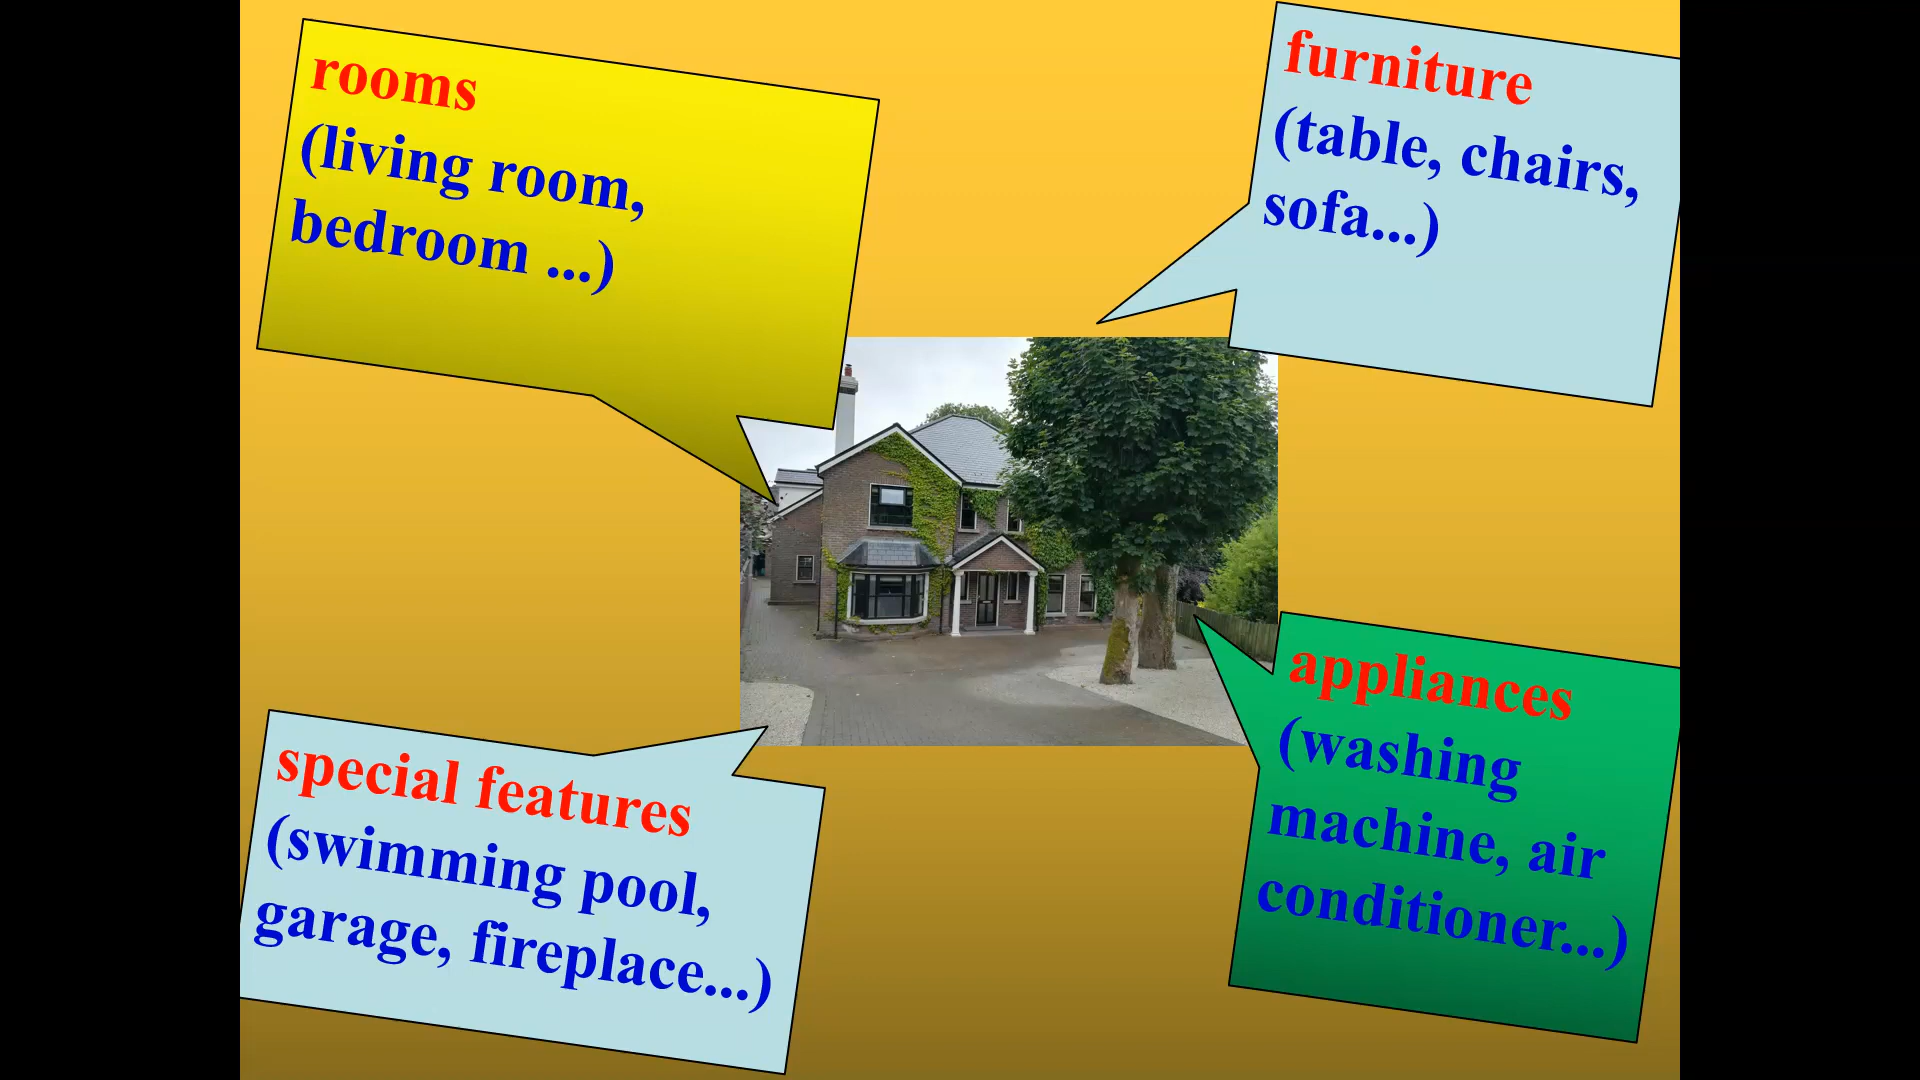 rooms
(living room,
bedroom ...)
furniture
(table, chairs,
sofa...)
special features
(swimming pool,
garage, fireplace...)
appliances
(washing
machine, air
conditioner...)